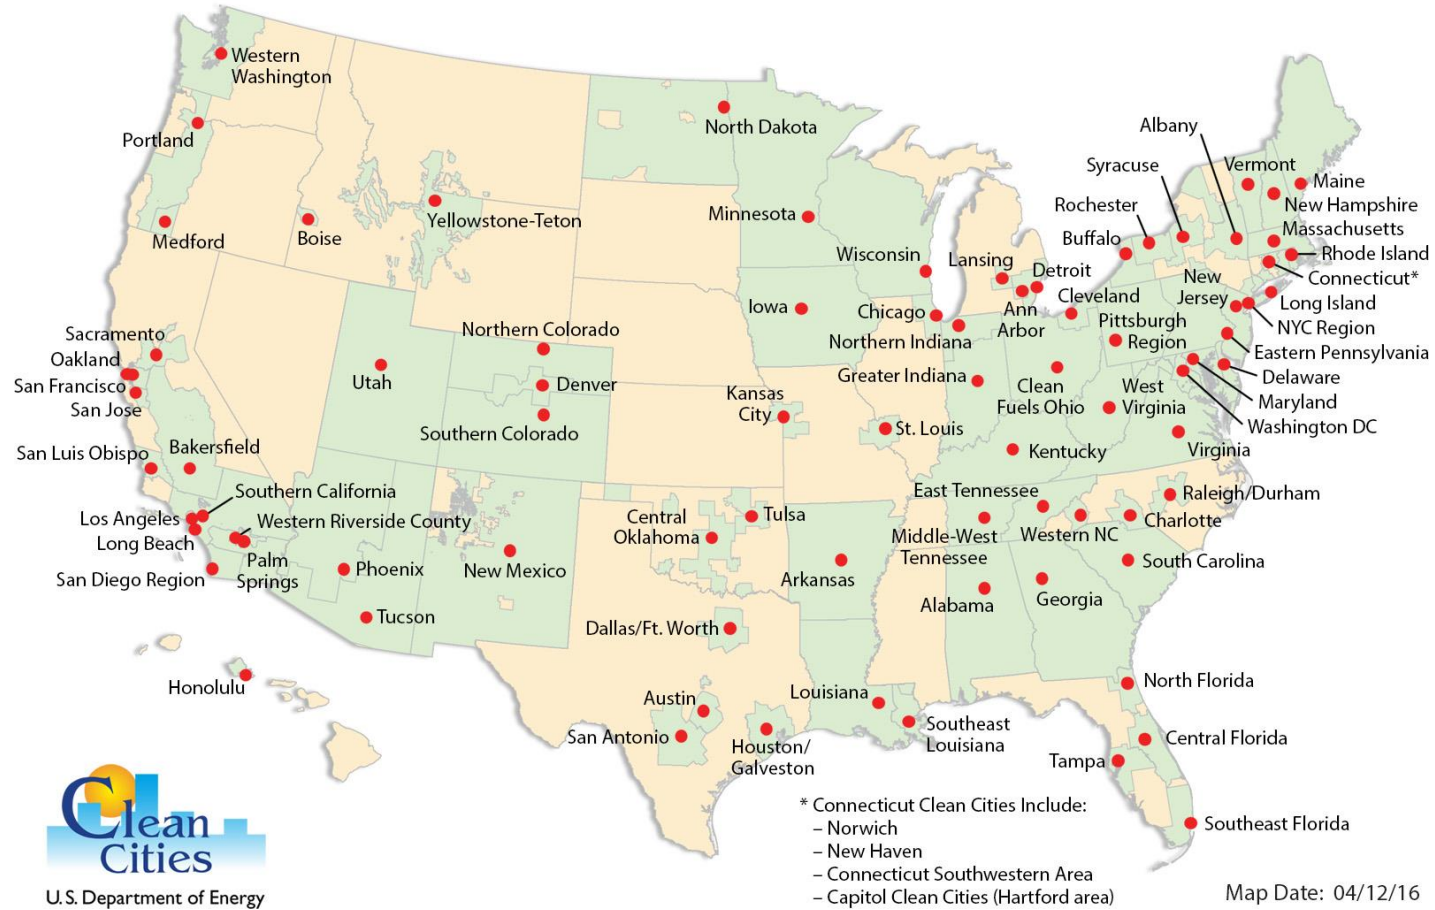 Western
Washington
Portland
Medford
Boise
Yellowstone-Teton
North Dakota
Minnesota
Wisconsin
Iowa
Chicago
Northern Indiana
Greater Indiana
Lansing
Detroit
Ann
Arbor
Cleveland
Clean
Fuels Ohio
Pittsburgh
Region
West
Virginia
Kentucky
Albany
Syracuse
Rochester
Buffalo
Vermont
Maine
New Hampshire
Massachusetts
Rhode Island
Connecticut*
New
Jersey
Long Island
NYC Region
Eastern Pennsylvania
Delaware
Maryland
Washington DC
Virginia
Sacramento
Oakland
San Francisco
San Jose
San Luis Obispo
Bakersfield
Southern California
Los Angeles
Long Beach
Western Riverside County
Palm
Springs
San Diego Region
Utah
Northern Colorado
Denver
Southern Colorado
Phoenix
Tucson
New Mexico
Kansas
City
St. Louis
Central
Oklahoma
Tulsa
Arkansas
East Tennessee
Middle-West
Tennessee
Western NC
Raleigh/Durham
Charlotte
South Carolina
Alabama
Georgia
Dallas/Ft. Worth
Austin
San Antonio
Houston/
Galveston
Louisiana
Southeast
Louisiana
North Florida
Central Florida
Tampa
Southeast Florida
Honolulu
Clean
Cities
U.S. Department of Energy
* Connecticut Clean Cities Include:
– Norwich
– New Haven
– Connecticut Southwestern Area
– Capitol Clean Cities (Hartford area)
Map Date: 04/12/16